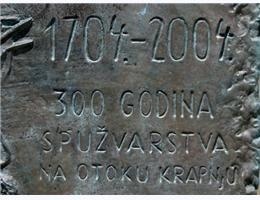 1704.-2004.
300 GODINA
SPUŽVARSTVA
NA OTOKU KRAPNJU